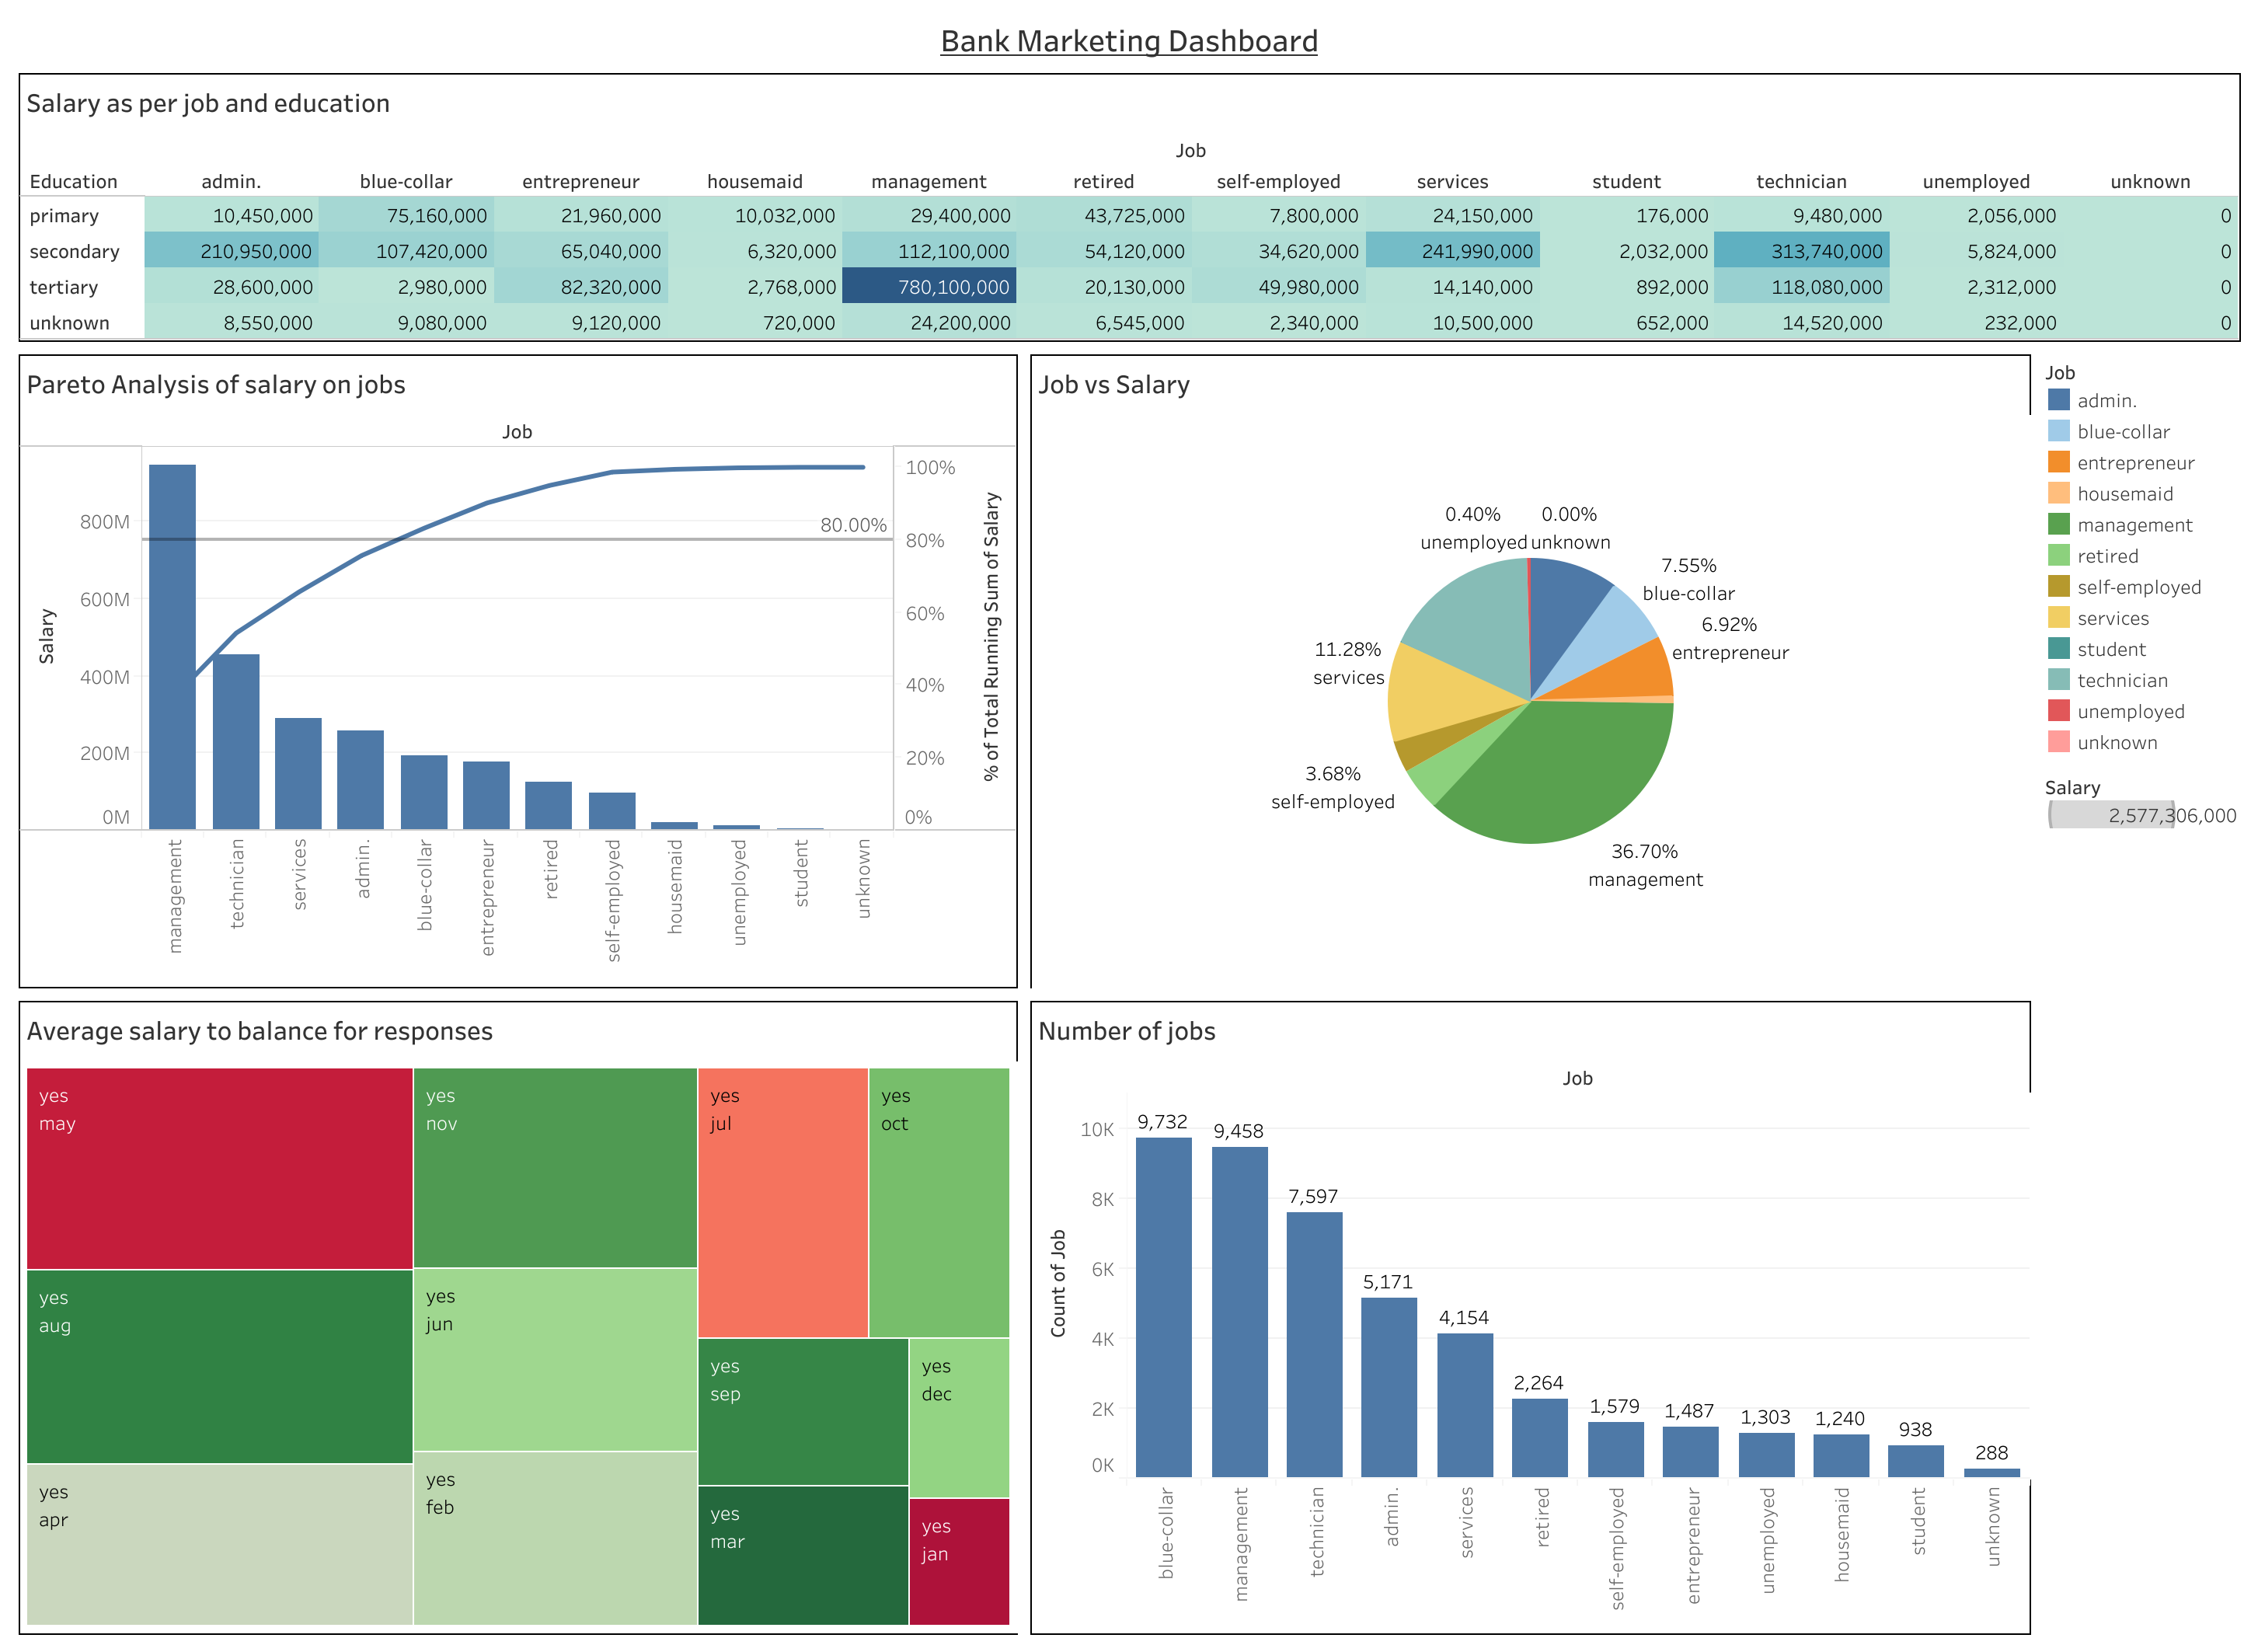 Bank Marketing Dashboard
Salary as per job and education
Job
Education admin. blue-collar entrepreneur housemaid management retired self-employed services student technician unemployed unknown
primary 10,450,000 75,160,000 21,960,000 10,032,000 29,400,000 43,725,000 7,800,000 24,150,000 176,000 9,480,000 2,056,000 0
secondary 210,950,000 107,420,000 65,040,000 6,320,000 112,100,000 54,120,000 34,620,000 241,990,000 2,032,000 313,740,000 5,824,000 0
tertiary 28,600,000 2,980,000 82,320,000 2,768,000 780,100,000 20,130,000 49,980,000 14,140,000 892,000 118,080,000 2,312,000 0
unknown 8,550,000 9,080,000 9,120,000 720,000 24,200,000 6,545,000 2,340,000 10,500,000 652,000 14,520,000 232,000 0
Pareto Analysis of salary on jobs
Job
Salary
800M
600M
400M
200M
0M
80.00%
100%
80%
60%
40%
20%
0%
% of Total Running Sum of Salary
management
technician
services
admin.
blue-collar
entrepreneur
retired
self-employed
housemaid
unemployed
student
unknown
Job vs Salary
0.40%
unemployed
0.00%
unknown
7.55%
blue-collar
6.92%
entrepreneur
11.28%
services
3.68%
self-employed
36.70%
management
Job
admin.
blue-collar
entrepreneur
housemaid
management
retired
self-employed
services
student
technician
unemployed
unknown
Salary
2,577,306,000
Average salary to balance for responses
yes
may
yes
nov
yes
jul
yes
oct
yes
aug
yes
jun
yes
sep
yes
dec
yes
apr
yes
feb
yes
mar
yes
jan
Number of jobs
Job
Count of Job
10K
8K
6K
4K
2K
0K
9,732
9,458
7,597
5,171
4,154
2,264
1,579
1,487
1,303
1,240
938
288
blue-collar
management
technician
admin.
services
retired
self-employed
entrepreneur
unemployed
housemaid
student
unknown